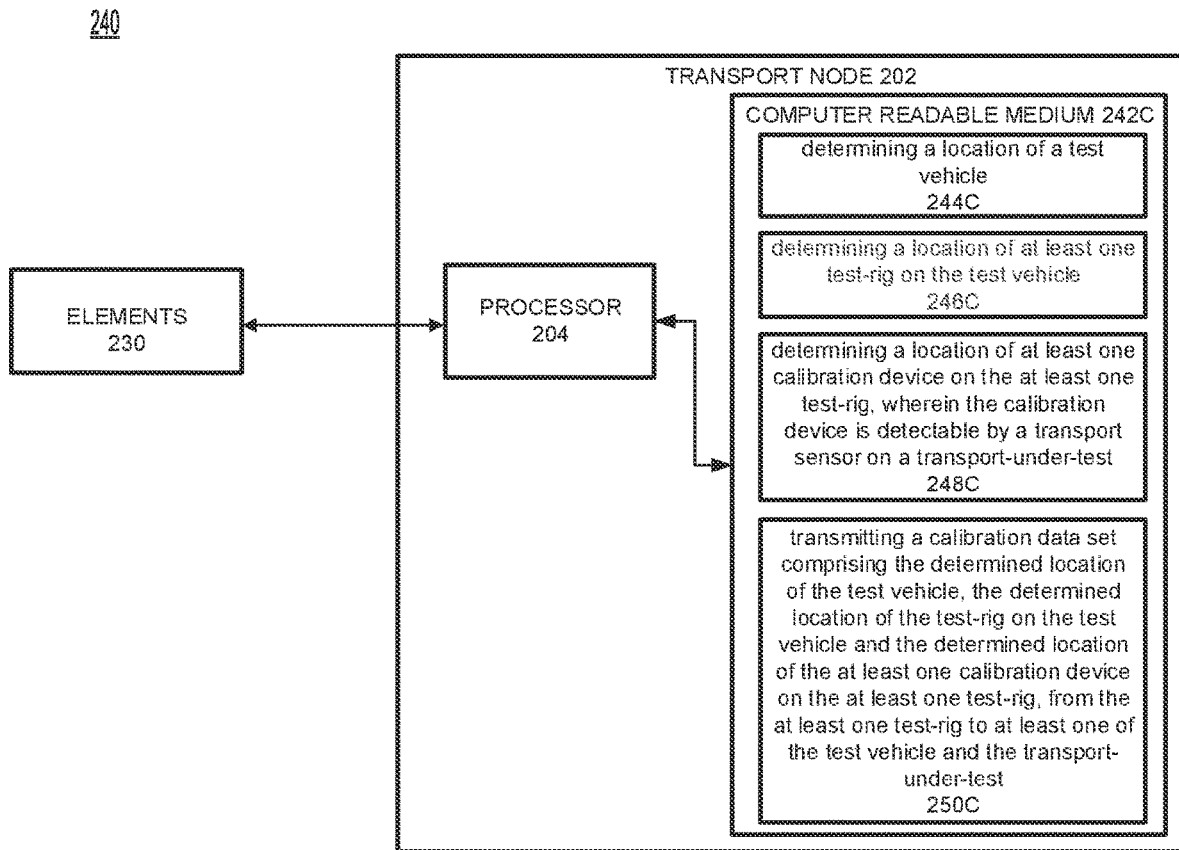 240
TRANSPORT NODE 202
COMPUTER READABLE MEDIUM 242C
determining a location of a test
vehicle
244C
determining a location of at least one
test-rig on the test vehicle
246C
ELEMENTS
230
PROCESSOR
204
determining a location of at least one
calibration device on the at least one
test-rig, wherein the calibration
device is detectable by a transport
sensor on a transport-under-test
248C
transmitting a calibration data set
comprising the determined location
of the test vehicle, the determined
location of the test-rig on the test
vehicle and the determined location
of the at least one calibration device
on the at least one test-rig, from the
at least one test-rig to at least one of
the test vehicle and the transport-
under-test
250C